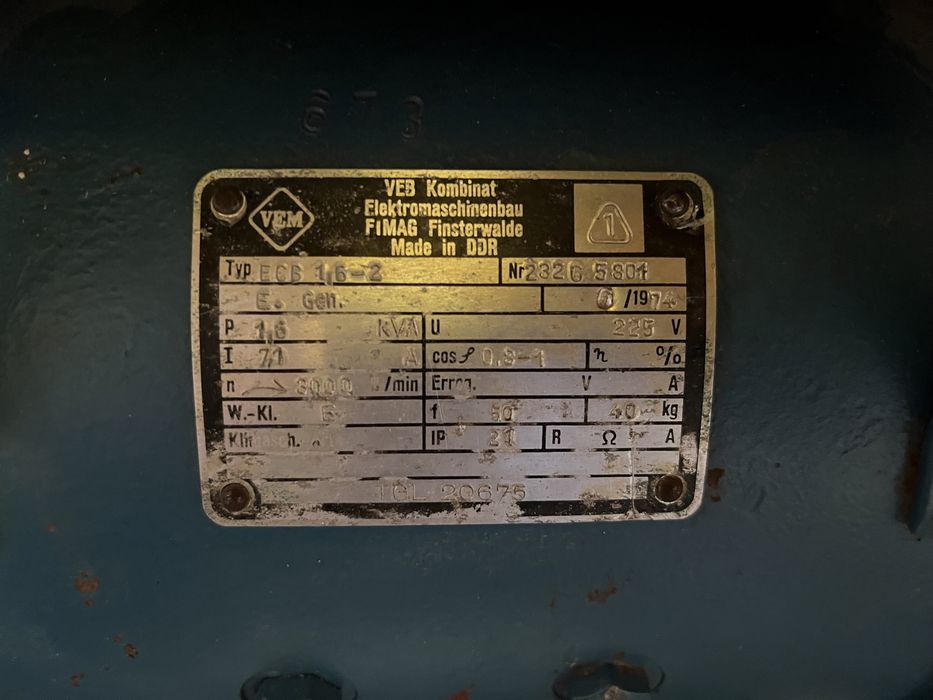 673
VEM
VEB Kombinat
Elektromaschinenbau
FIMAG Finsterwalde
Made in DDR
1
Typ ECB 1,6-2 Nr 2326 5801
E. Gen. /1974
P 1,6 kVA U 225 V
I 7,1 A cos φ 0,8-1 η %
n → 3000 /min Erreg. V A
W.-Kl. E f 50 40 kg
Klimasch. IP 21 R Ω A
TGL 20675